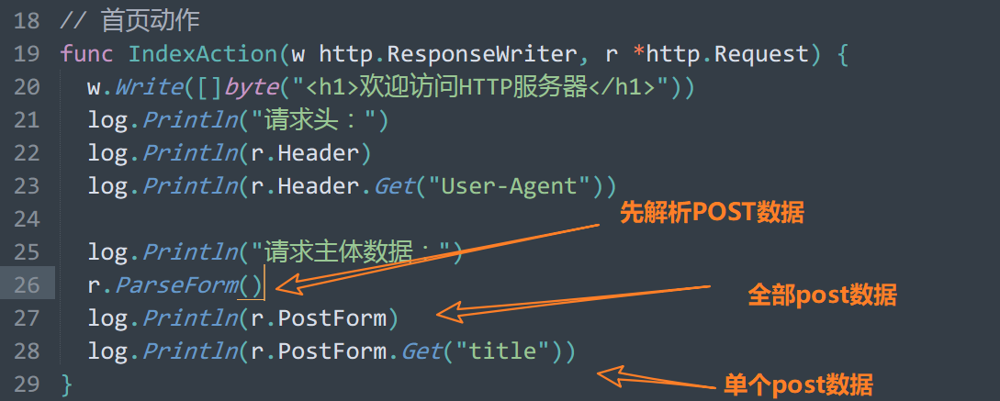 18 // 首页动作
19 func IndexAction(w http.ResponseWriter, r *http.Request) {
20 w.Write([]byte("<h1>欢迎访问HTTP服务器</h1>"))
21 log.Println("请求头：")
22 log.Println(r.Header)
23 log.Println(r.Header.Get("User-Agent"))
24
先解析POST数据
25 log.Println("请求主体数据：")
26 r.ParseForm()
全部post数据
27 log.Println(r.PostForm)
28 log.Println(r.PostForm.Get("title"))
单个post数据
29 }